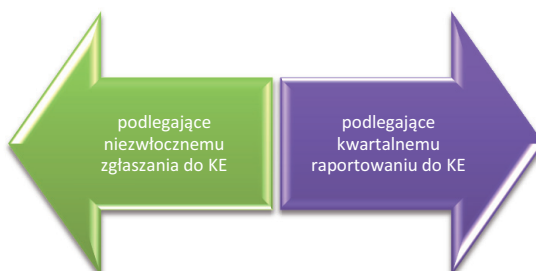 podlegające
niezwłocznemu
zgłaszania do KE
podlegające
kwartalnemu
raportowaniu do KE